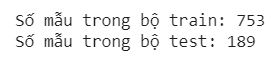 Số mẫu trong bộ train: 753
Số mẫu trong bộ test: 189